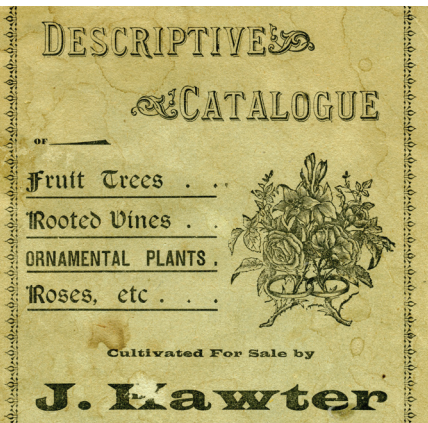 DESCRIPTIVE
CATALOGUE
OF
Fruit Trees . .
Rooted Vines . .
ORNAMENTAL PLANTS .
Roses, etc . . .
Cultivated For Sale by
J. Kawter